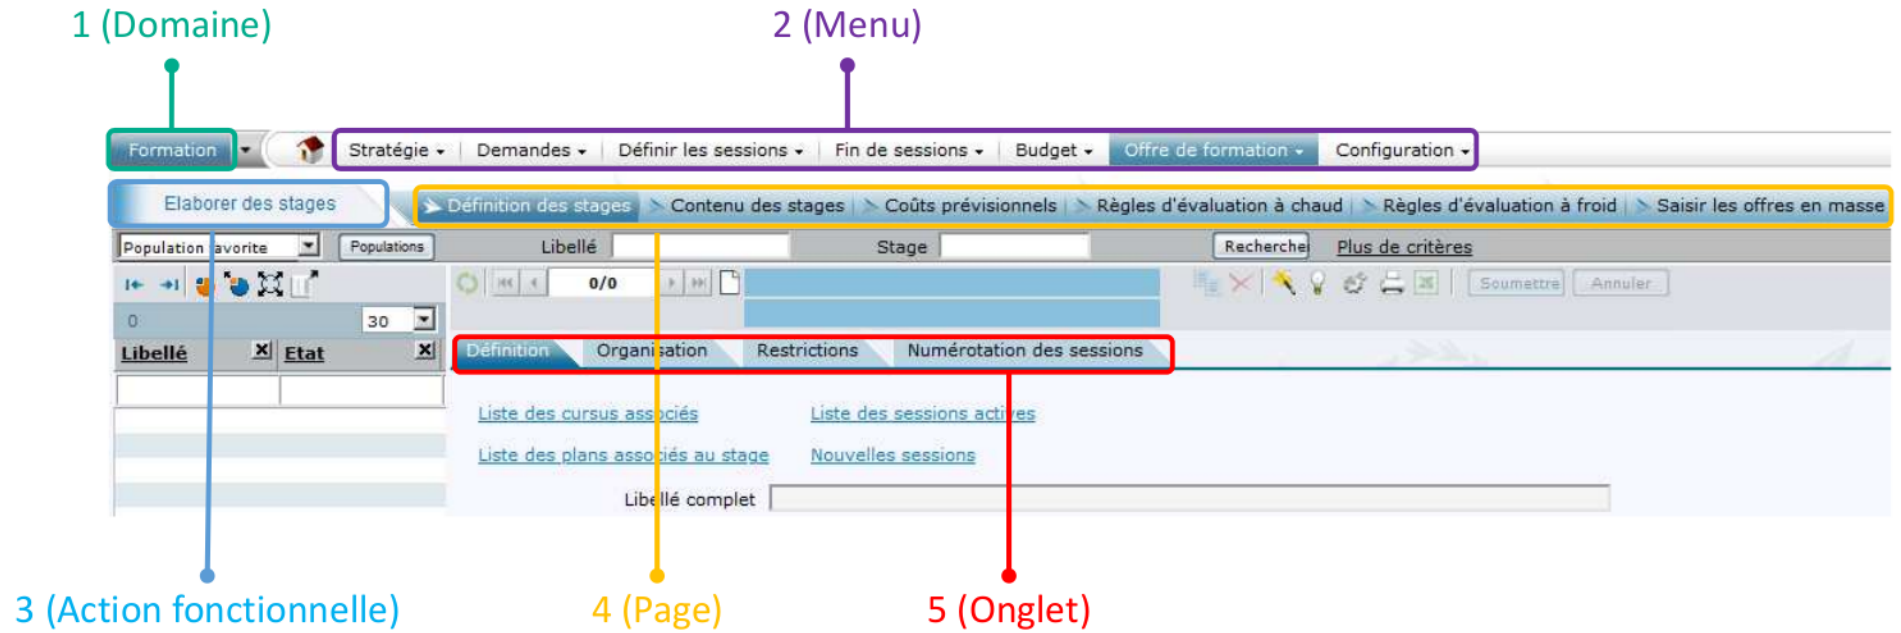 1 (Domaine)
2 (Menu)
Formation
Stratégie Demandes Définir les sessions Fin de sessions Budget Offre de formation Configuration
Elaborer des stages
Définition des stages Contenu des stages Coûts prévisionnels Règles d'évaluation à chaud Règles d'évaluation à froid Saisir les offres en masse
Population favorite Populations Libellé Stage Recherche Plus de critères
0/0 Soumettre Annuler
0 30
Libellé Etat Définition Organisation Restrictions Numérotation des sessions
Liste des cursus associés Liste des sessions actives
Liste des plans associés au stage Nouvelles sessions
Libellé complet
3 (Action fonctionnelle)
4 (Page)
5 (Onglet)